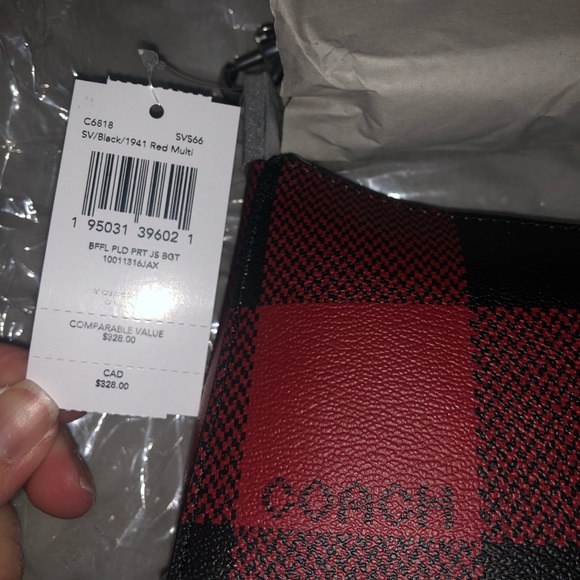 C6818 SVS66
SV/Black/1941 Red Multi
1 95031 39602 1
BFFL PLD PRT JS BGT
10011316JAX
COMPARABLE VALUE
$328.00
CAD
$328.00
COACH